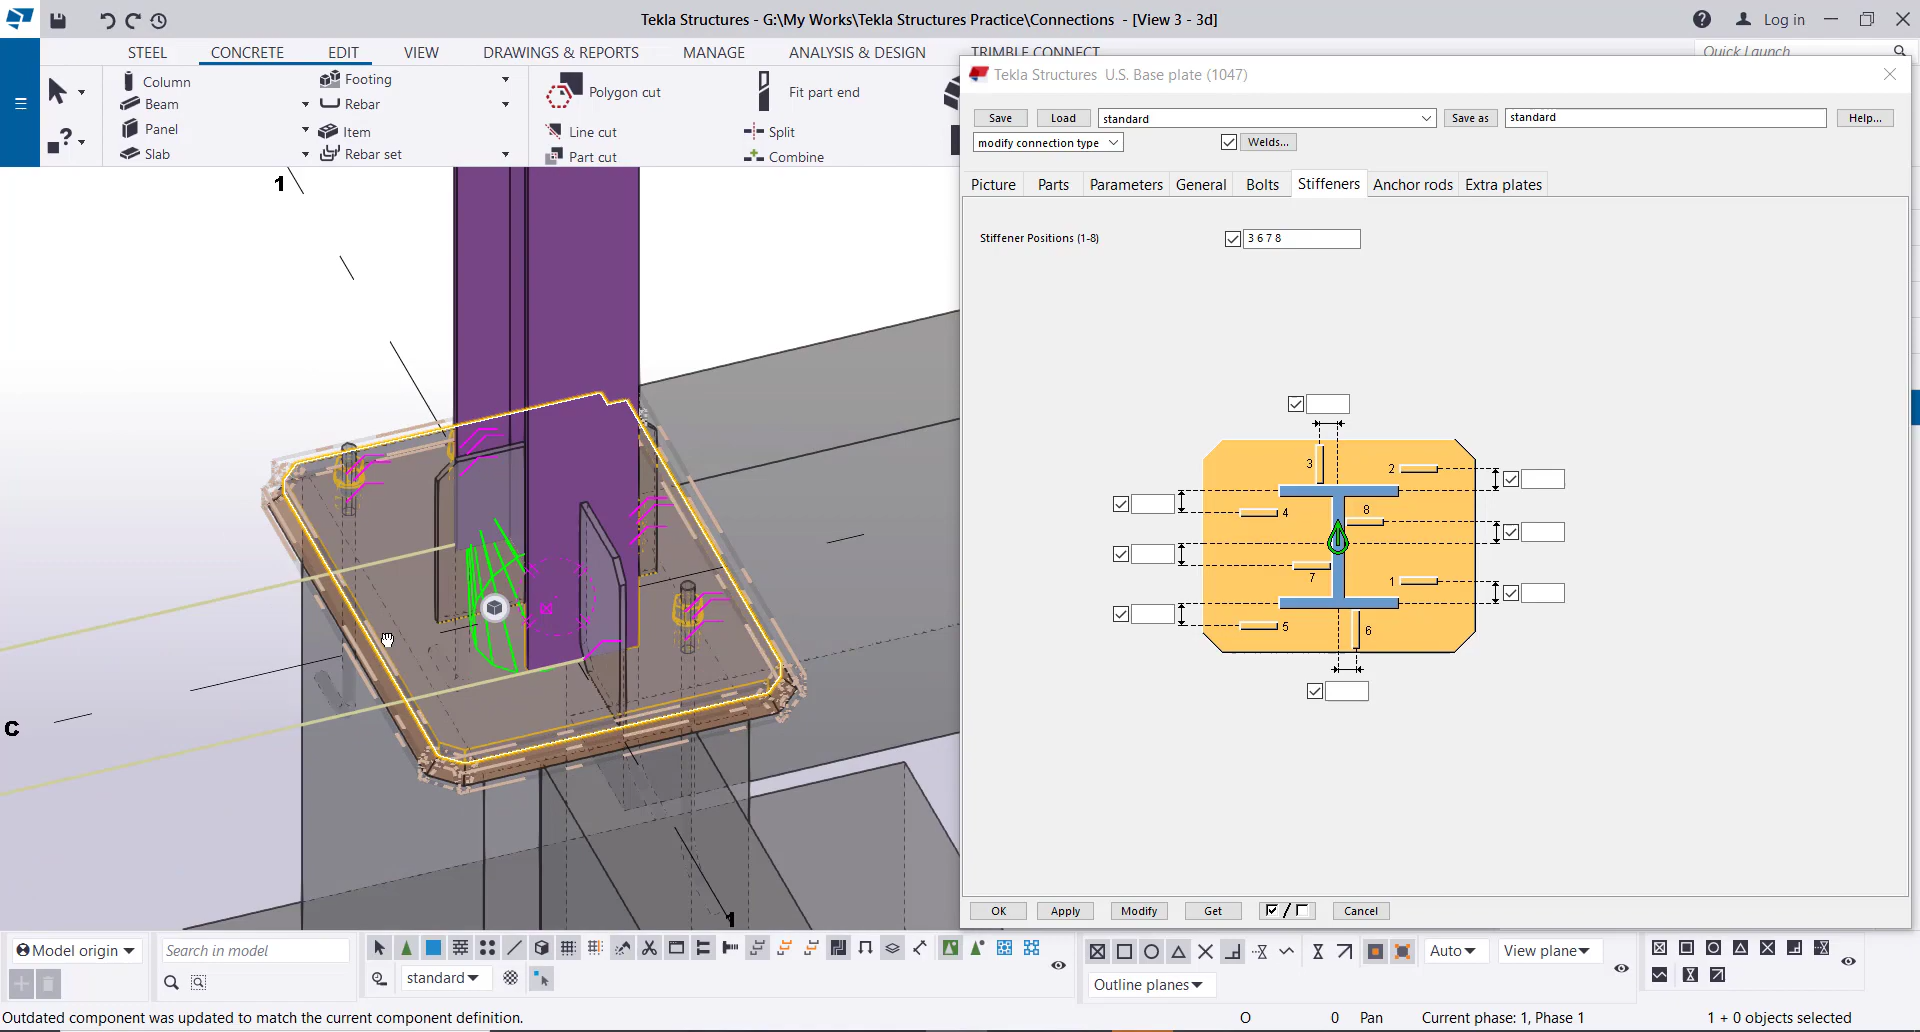 Tekla Structures - G:\My Works\Tekla Structures Practice\Connections - [View 3 - 3d]
Log in
STEEL CONCRETE EDIT VIEW DRAWINGS & REPORTS MANAGE ANALYSIS & DESIGN TRIMBLE CONNECT Quick Launch
Column
Beam
Panel
Slab
Footing
Rebar
Item
Rebar set
Polygon cut
Line cut
Part cut
Fit part end
Split
Combine
Tekla Structures U.S. Base plate (1047)
Save Load standard Save as standard Help...
modify connection type Welds...
Picture Parts Parameters General Bolts Stiffeners Anchor rods Extra plates
Stiffener Positions (1-8) 3 6 7 8
3
2
4
8
7
1
5
6
1
C
1
OK Apply Modify Get / Cancel
Model origin
Search in model
standard
Auto
View plane
Outline planes
Outdated component was updated to match the current component definition.
O 0 Pan Current phase: 1, Phase 1 1 + 0 objects selected